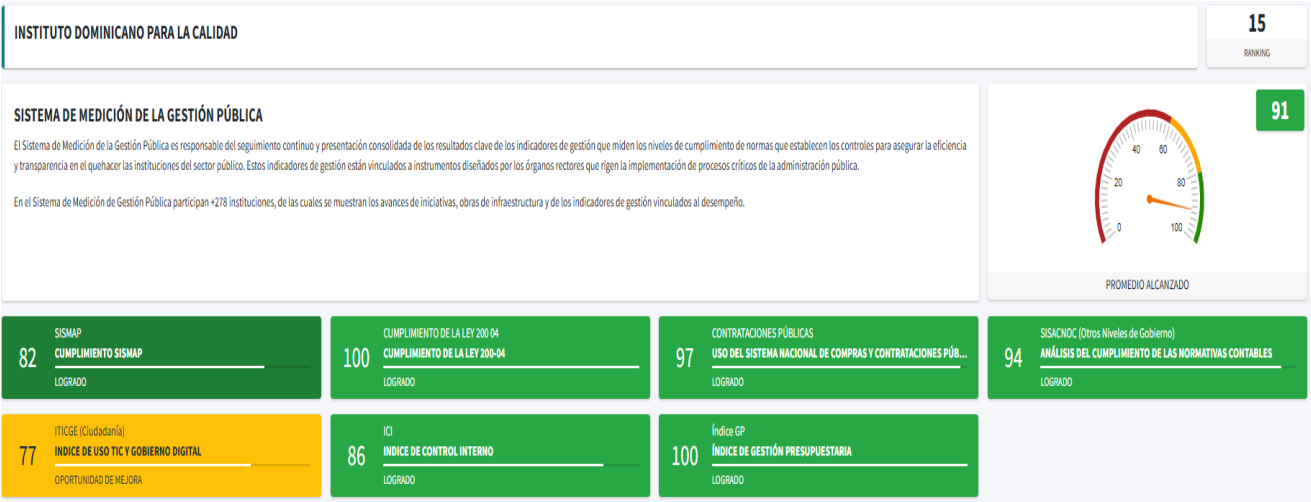 INSTITUTO DOMINICANO PARA LA CALIDAD
15
RANKING
SISTEMA DE MEDICIÓN DE LA GESTIÓN PÚBLICA
El Sistema de Medición de la Gestión Pública es responsable del seguimiento continuo y presentación consolidada de los resultados clave de los indicadores de gestión que miden los niveles de cumplimiento de normas que establecen los controles para asegurar la eficiencia
y transparencia en el quehacer las instituciones del sector público. Estos indicadores de gestión están vinculados a instrumentos diseñados por los órganos rectores que rigen la implementación de procesos críticos de la administración pública.
En el Sistema de Medición de Gestión Pública participan +278 instituciones, de las cuales se muestran los avances de iniciativas, obras de infraestructura y de los indicadores de gestión vinculados al desempeño.
91
0
20
40
60
80
100
PROMEDIO ALCANZADO
82
SISMAP
CUMPLIMIENTO SISMAP
LOGRADO
100
CUMPLIMIENTO DE LA LEY 200 04
CUMPLIMIENTO DE LA LEY 200-04
LOGRADO
97
CONTRATACIONES PÚBLICAS
USO DEL SISTEMA NACIONAL DE COMPRAS Y CONTRATACIONES PÚB...
LOGRADO
94
SISACNOC (Otros Niveles de Gobierno)
ANÁLISIS DEL CUMPLIMIENTO DE LAS NORMATIVAS CONTABLES
LOGRADO
77
ITICGE (Ciudadanía)
INDICE DE USO TIC Y GOBIERNO DIGITAL
OPORTUNIDAD DE MEJORA
86
ICI
INDICE DE CONTROL INTERNO
LOGRADO
100
Índice GP
ÍNDICE DE GESTIÓN PRESUPUESTARIA
LOGRADO